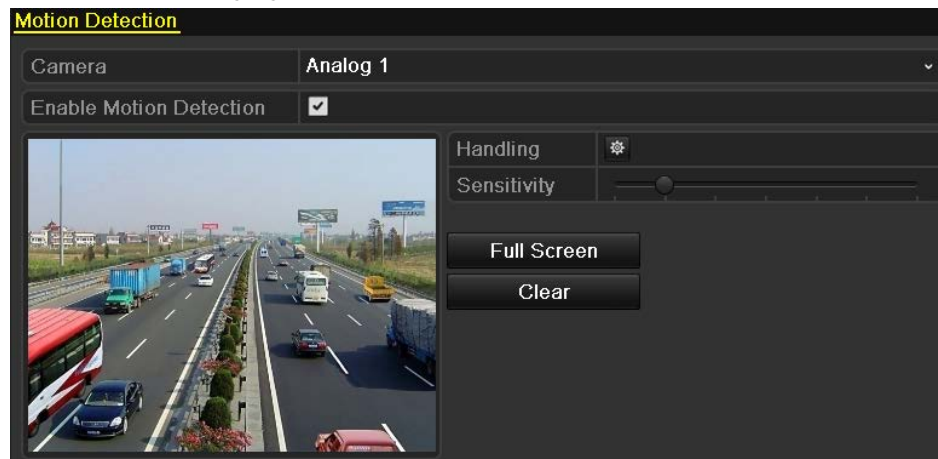 Motion Detection
Camera Analog 1
Enable Motion Detection
Handling
Sensitivity
Full Screen
Clear